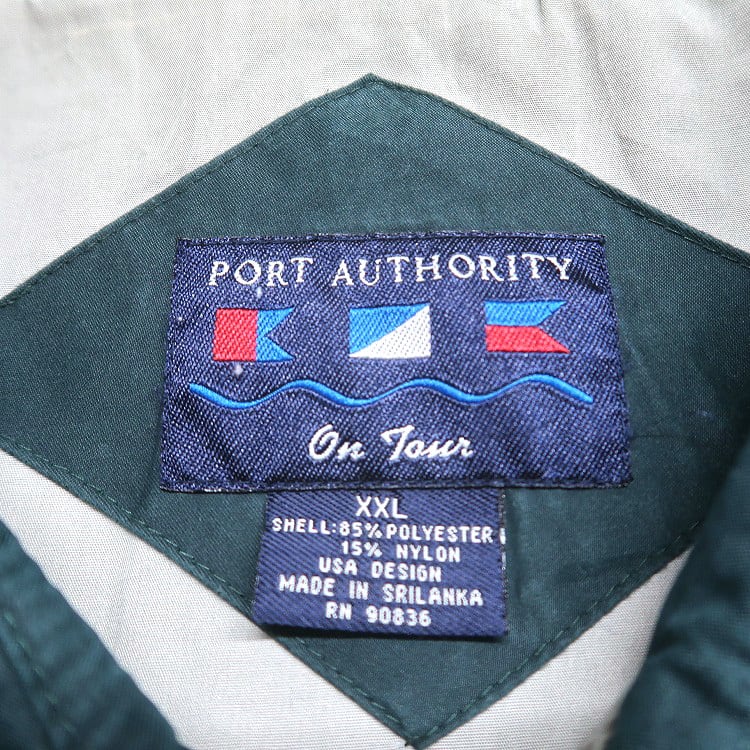 PORT AUTHORITY
On Tour
XXL
SHELL:85% POLYESTER
15% NYLON
USA DESIGN
MADE IN SRILANKA
RN 90836